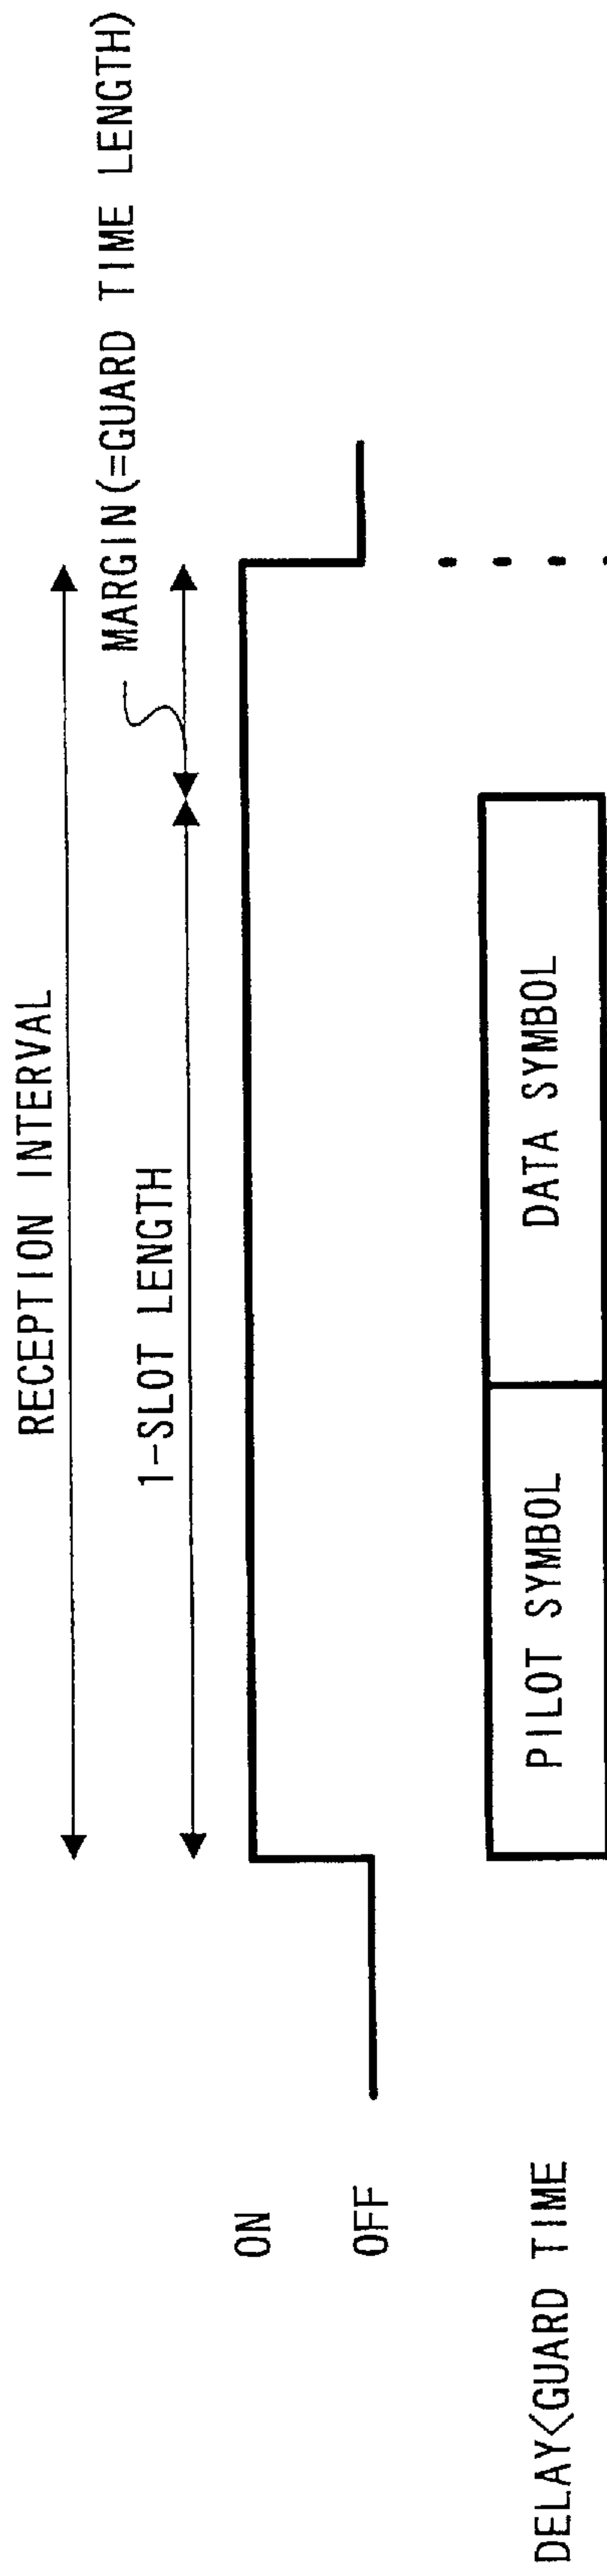 RECEPTION INTERVAL
MARGIN(=GUARD TIME LENGTH)
1-SLOT LENGTH
ON
OFF
DELAY<GUARD TIME
PILOT SYMBOL
DATA SYMBOL